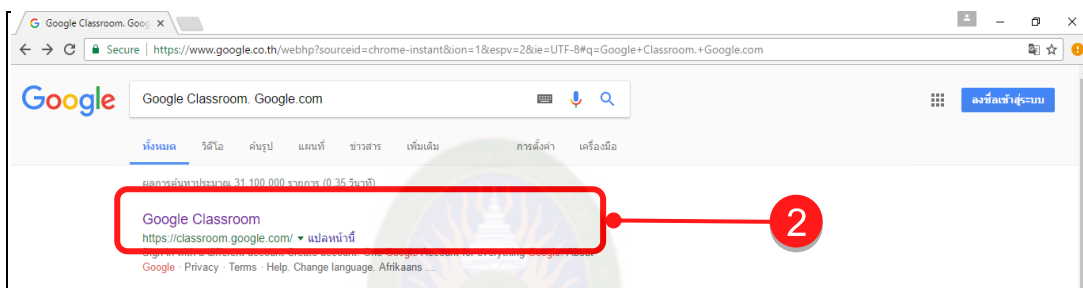 Google Classroom. Goog
Secure | https://www.google.co.th/webhp?sourceid=chrome-instant&ion=1&espv=2&ie=UTF-8#q=Google+Classroom.+Google.com
Google Google Classroom. Google.com ลงชื่อเข้าสู่ระบบ
ทั้งหมด วิดีโอ ค้นรูป แผนที่ ข่าวสาร เพิ่มเติม การตั้งค่า เครื่องมือ
ผลการค้นหาประมาณ 31,100,000 รายการ (0.35 วินาที)
Google Classroom
https://classroom.google.com/ ▾ แปลหน้านี้
2
Sign in with a different account Create account. One Google Account for everything Google. About
Google · Privacy · Terms · Help. Change language. Afrikaans ...